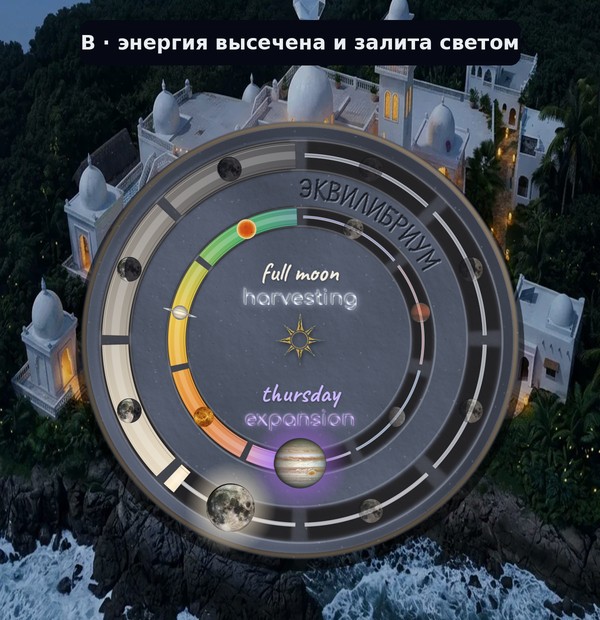 В · энергия высечена и залита светом
ЭКВИЛИБРИУМ
full moon
harvesting
thursday
expansion